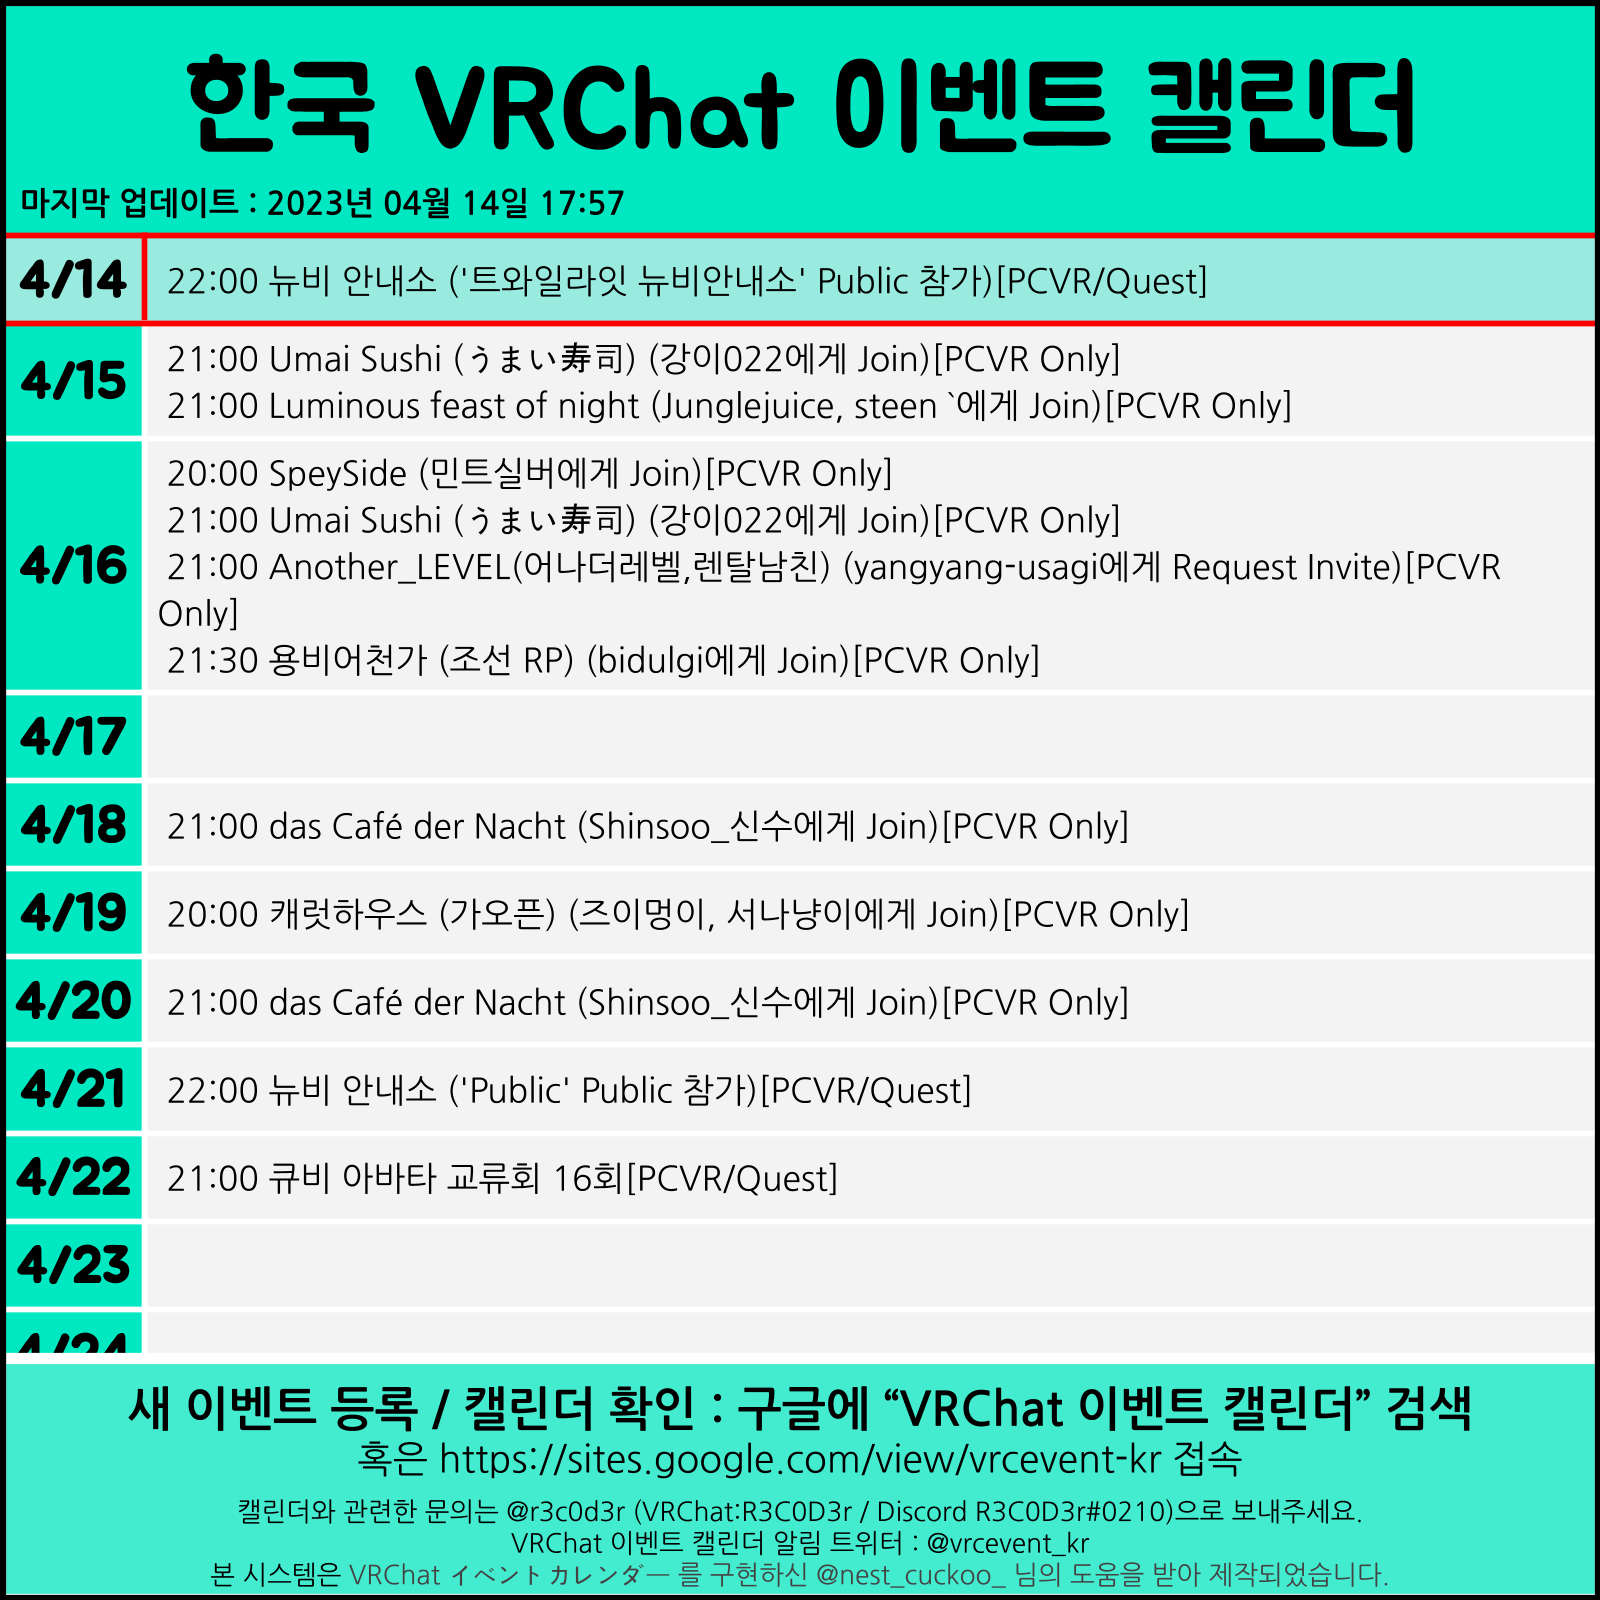 한국 VRChat 이벤트 캘린더
마지막 업데이트 : 2023년 04월 14일 17:57
4/14
22:00 뉴비 안내소 ('트와일라잇 뉴비안내소' Public 참가)[PCVR/Quest]
4/15
21:00 Umai Sushi (うまい寿司) (강이022에게 Join)[PCVR Only]
21:00 Luminous feast of night (Junglejuice, steen `에게 Join)[PCVR Only]
4/16
20:00 SpeySide (민트실버에게 Join)[PCVR Only]
21:00 Umai Sushi (うまい寿司) (강이022에게 Join)[PCVR Only]
21:00 Another_LEVEL(어나더레벨,렌탈남친) (yangyang-usagi에게 Request Invite)[PCVR
Only]
21:30 용비어천가 (조선 RP) (bidulgi에게 Join)[PCVR Only]
4/17
4/18
21:00 das Café der Nacht (Shinsoo_신수에게 Join)[PCVR Only]
4/19
20:00 캐럿하우스 (가오픈) (즈이멍이, 서나냥이에게 Join)[PCVR Only]
4/20
21:00 das Café der Nacht (Shinsoo_신수에게 Join)[PCVR Only]
4/21
22:00 뉴비 안내소 ('Public' Public 참가)[PCVR/Quest]
4/22
21:00 큐비 아바타 교류회 16회[PCVR/Quest]
4/23
4/24
새 이벤트 등록 / 캘린더 확인 : 구글에 “VRChat 이벤트 캘린더” 검색
혹은 https://sites.google.com/view/vrcevent-kr 접속
캘린더와 관련한 문의는 @r3c0d3r (VRChat:R3C0D3r / Discord R3C0D3r#0210)으로 보내주세요.
VRChat 이벤트 캘린더 알림 트위터 : @vrcevent_kr
본 시스템은 VRChat イベントカレンダー 를 구현하신 @nest_cuckoo_ 님의 도움을 받아 제작되었습니다.